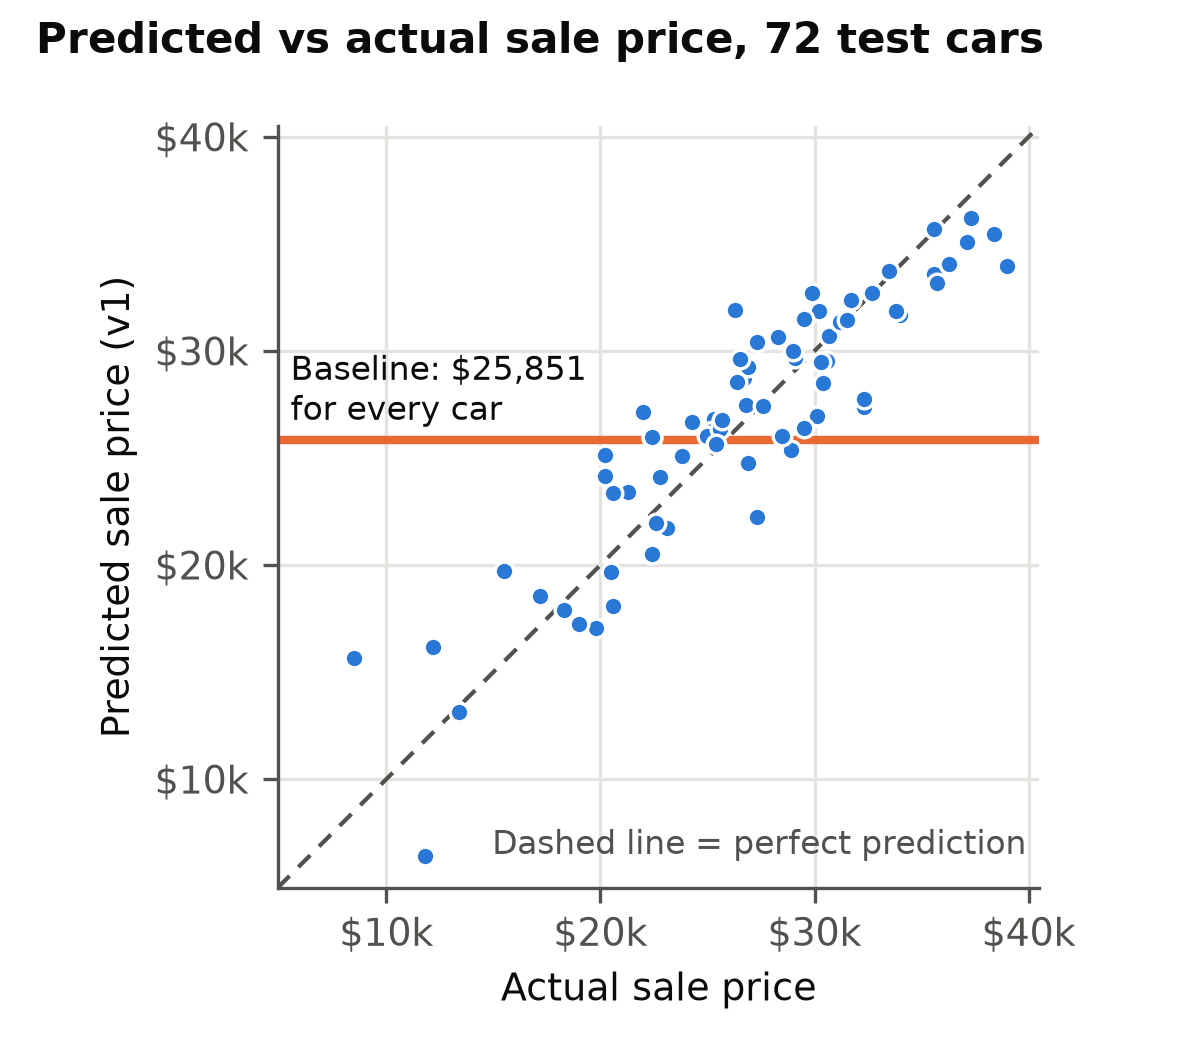 Predicted vs actual sale price, 72 test cars
$40k
$30k
$20k
$10k
Predicted sale price (v1)
Baseline: $25,851
for every car
Dashed line = perfect prediction
$10k
$20k
$30k
$40k
Actual sale price